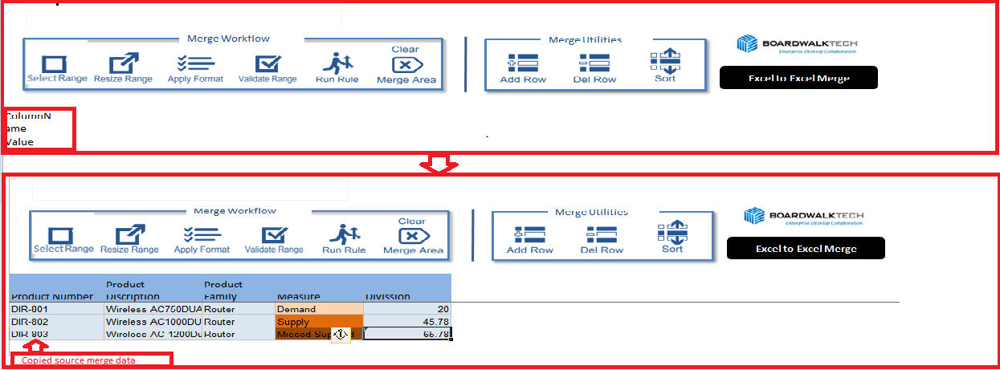 Merge Workflow
Merge Utilities
Clear
Select Range Resize Range Apply Format Validate Range Run Rule Merge Area
Add Row Del Row Sort
BOARDWALKTECH
Enterprise.Desktop.Collaboration.
Excel to Excel Merge
ColumnN
ame
Value
Merge Workflow
Merge Utilities
Clear
Select Range Resize Range Apply Format Validate Range Run Rule Merge Area
Add Row Del Row Sort
BOARDWALKTECH
Enterprise.Desktop.Collaboration.
Excel to Excel Merge
Product Product
Product Number Discription Family Measure Divission
DIR-801 Wireless AC750DUA Router Demand 20
DIR-802 Wireless AC1000DU Router Supply 45.78
DIR-803 Wireless AC 1200Du Router 66.78
Copied source merge data